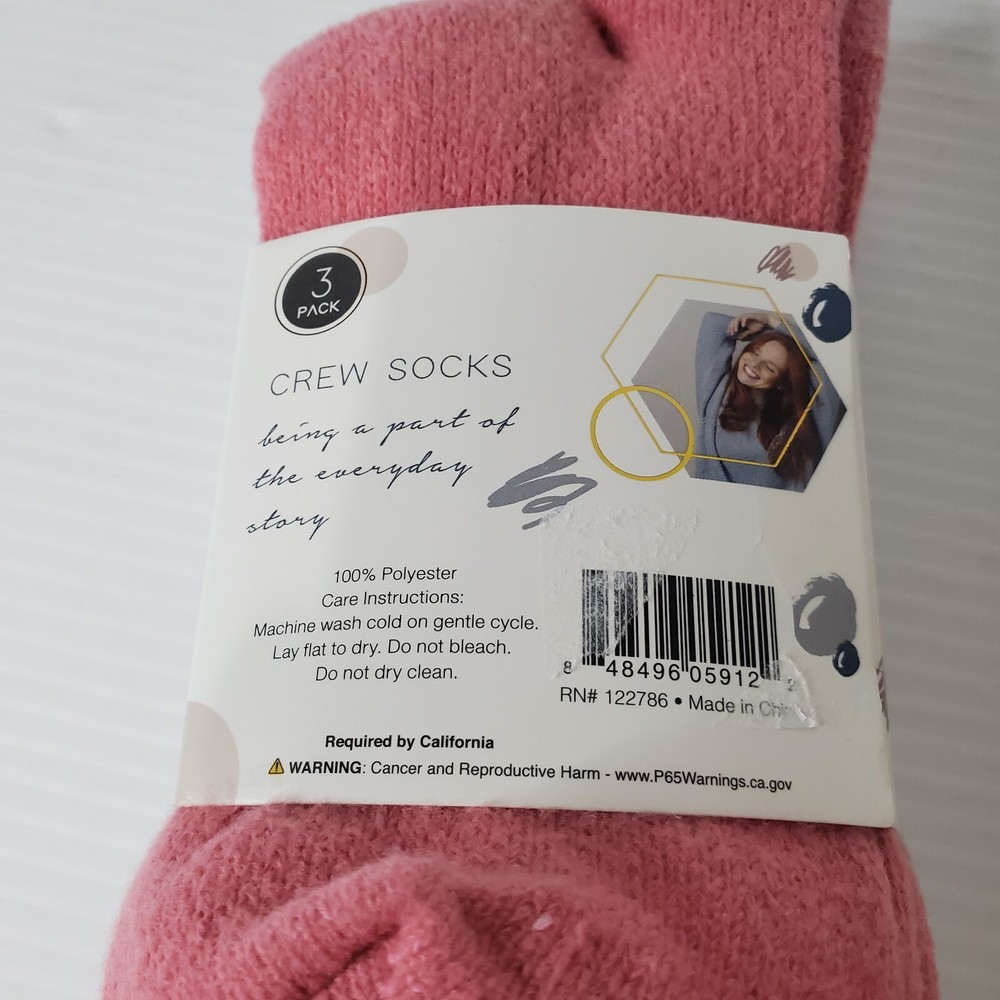 3
PACK
CREW SOCKS
being a part of
the everyday
story
100% Polyester
Care Instructions:
Machine wash cold on gentle cycle.
Lay flat to dry. Do not bleach.
Do not dry clean.
8 48496 05912 2
RN# 122786 • Made in
Required by California
WARNING: Cancer and Reproductive Harm - www.P65Warnings.ca.gov